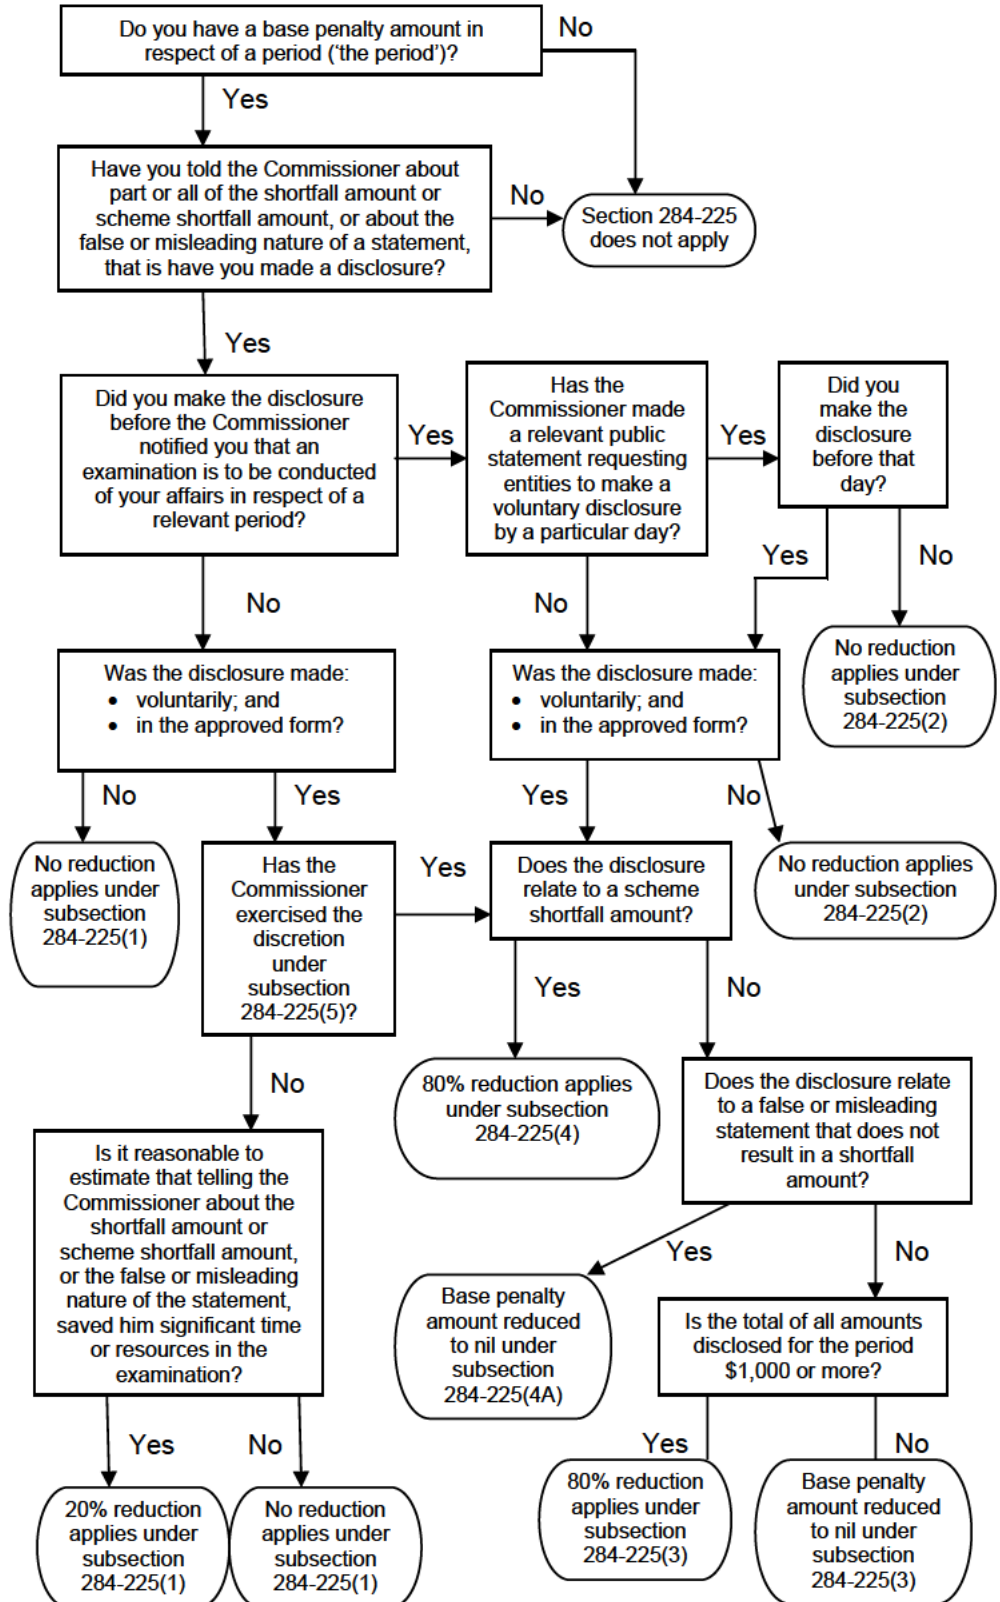 Do you have a base penalty amount in
respect of a period (‘the period’)?
No
Yes
Have you told the Commissioner about
part or all of the shortfall amount or
scheme shortfall amount, or about the
false or misleading nature of a statement,
that is have you made a disclosure?
No
Section 284-225
does not apply
Yes
Did you make the disclosure
before the Commissioner
notified you that an
examination is to be conducted
of your affairs in respect of a
relevant period?
Yes
Has the
Commissioner made
a relevant public
statement requesting
entities to make a
voluntary disclosure
by a particular day?
Yes
Did you
make the
disclosure
before that
day?
Yes
No
No
No
No reduction
applies under
subsection
284-225(2)
Was the disclosure made:
• voluntarily; and
• in the approved form?
Was the disclosure made:
• voluntarily; and
• in the approved form?
No
Yes
Yes
No
No reduction
applies under
subsection
284-225(1)
Has the
Commissioner
exercised the
discretion
under
subsection
284-225(5)?
Yes
Does the disclosure
relate to a scheme
shortfall amount?
No reduction applies
under subsection
284-225(2)
Yes
No
No
80% reduction applies
under subsection
284-225(4)
Does the disclosure relate
to a false or misleading
statement that does not
result in a shortfall
amount?
Is it reasonable to
estimate that telling the
Commissioner about the
shortfall amount or
scheme shortfall amount,
or the false or misleading
nature of the statement,
saved him significant time
or resources in the
examination?
Yes
No
Base penalty
amount reduced
to nil under
subsection
284-225(4A)
Is the total of all amounts
disclosed for the period
$1,000 or more?
Yes
No
Yes
No
20% reduction
applies under
subsection
284-225(1)
No reduction
applies under
subsection
284-225(1)
80% reduction
applies under
subsection
284-225(3)
Base penalty
amount reduced
to nil under
subsection
284-225(3)